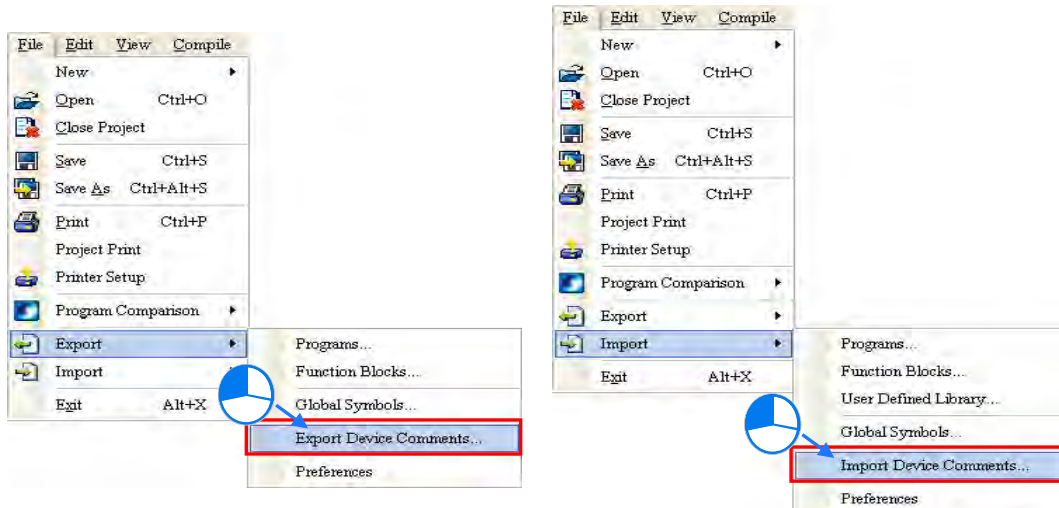 File Edit View Compile
New
Open Ctrl+O
Close Project
Save Ctrl+S
Save As Ctrl+Alt+S
Print Ctrl+P
Project Print
Printer Setup
Program Comparison
Export
Import
Exit Alt+X
Programs...
Function Blocks...
Global Symbols...
Export Device Comments...
Preferences
File Edit View Compile
New
Open Ctrl+O
Close Project
Save Ctrl+S
Save As Ctrl+Alt+S
Print Ctrl+P
Project Print
Printer Setup
Program Comparison
Export
Import
Exit Alt+X
Programs...
Function Blocks...
User Defined Library...
Global Symbols...
Import Device Comments...
Preferences